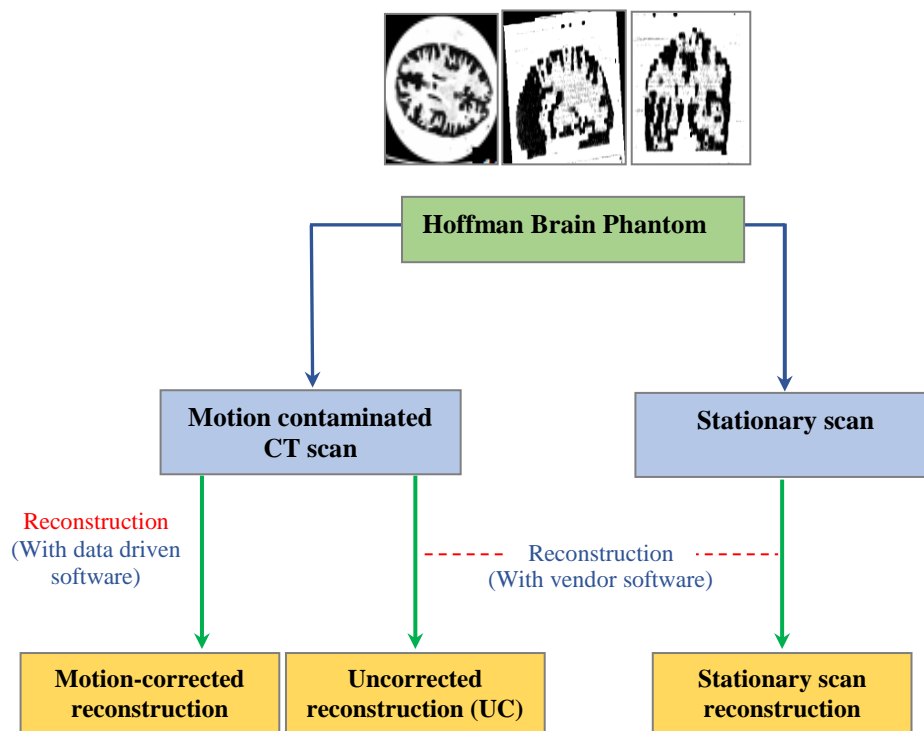 Hoffman Brain Phantom
Motion contaminated
CT scan
Stationary scan
Reconstruction
(With data driven
software)
Reconstruction
(With vendor software)
Motion-corrected
reconstruction
Uncorrected
reconstruction (UC)
Stationary scan
reconstruction